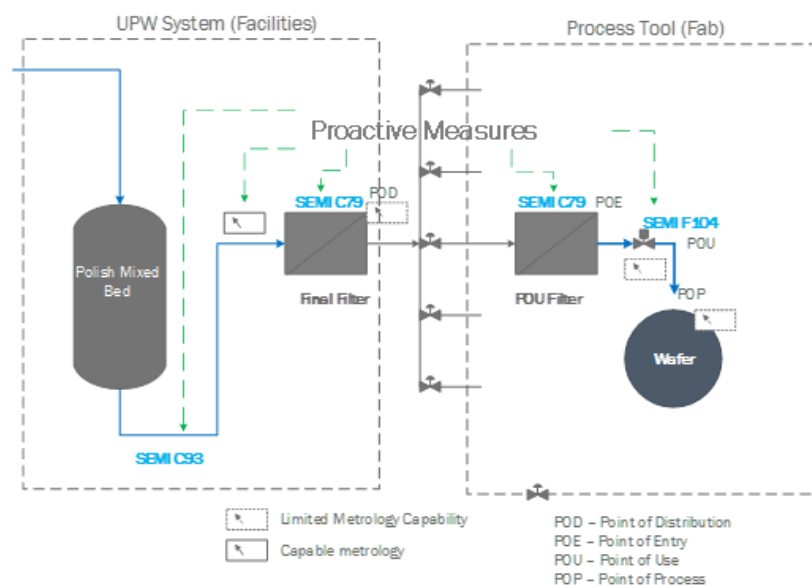 UPW System (Facilities)
Process Tool (Fab)
Proactive Measures
SEMI C79
POD
SEMI C79
POE
SEMI F104
POU
Polish Mixed
Bed
Final Filter
POU Filter
POP
Wafer
SEMI C93
Limited Metrology Capability
Capable metrology
POD – Point of Distribution
POE – Point of Entry
POU – Point of Use
POP – Point of Process